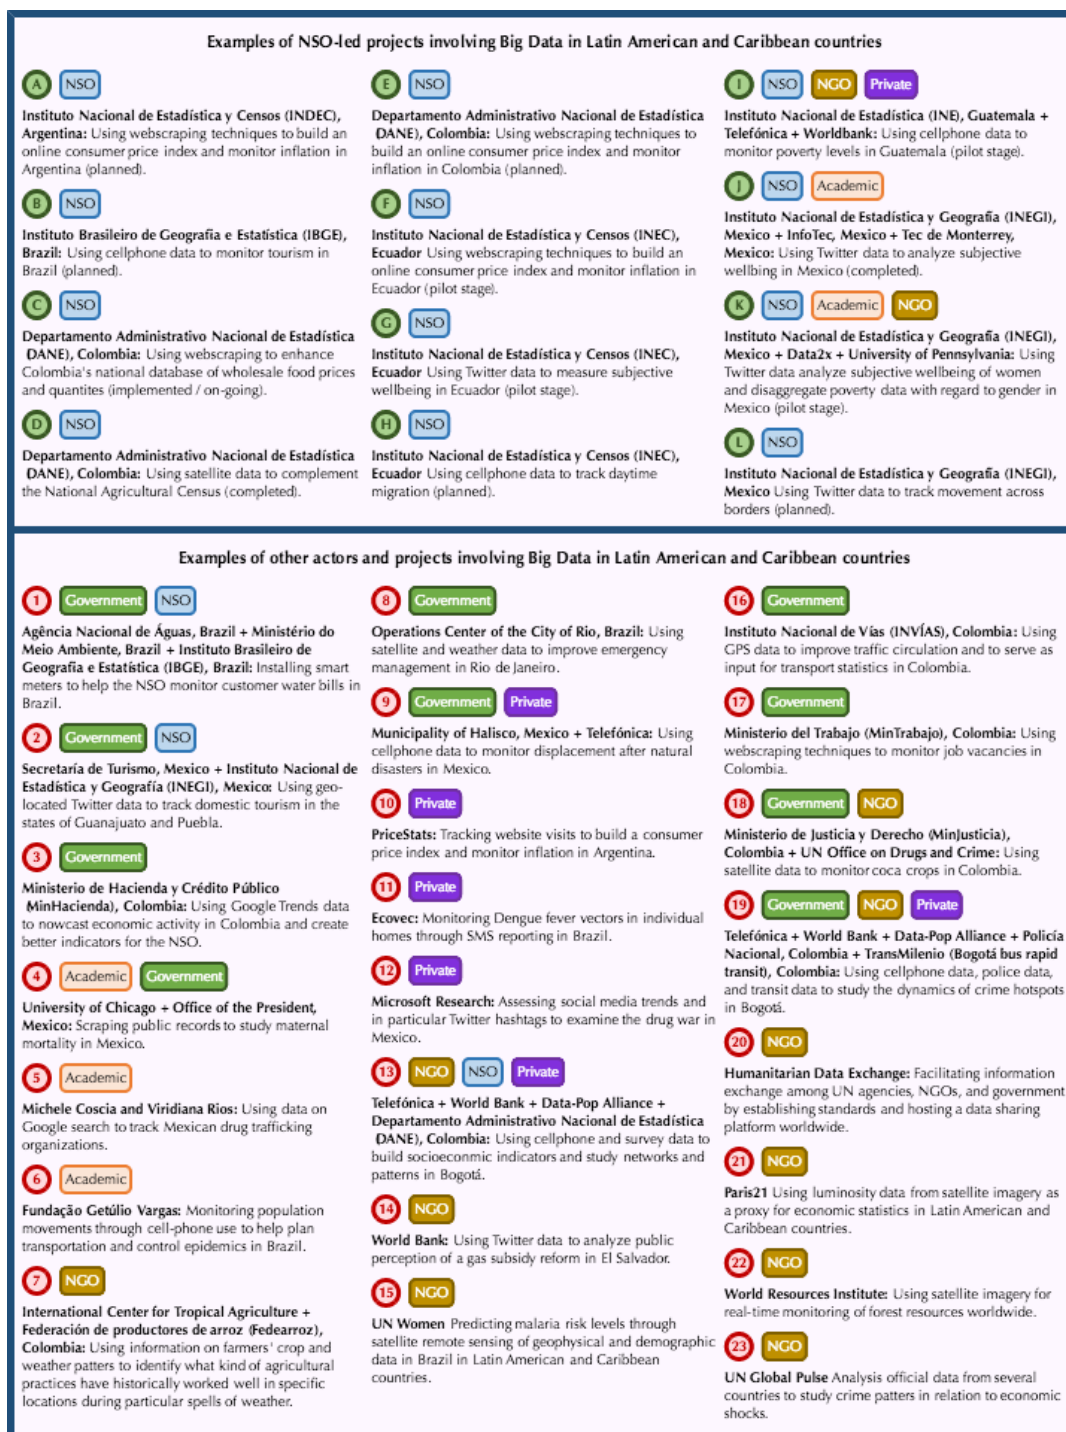 Examples of NSO-led projects involving Big Data in Latin American and Caribbean countries
A NSO
Instituto Nacional de Estadística y Censos (INDEC),
Argentina: Using webscraping techniques to build an
online consumer price index and monitor inflation in
Argentina (planned).
B NSO
Instituto Brasileiro de Geografia e Estatística (IBGE),
Brazil: Using cellphone data to monitor tourism in
Brazil (planned).
C NSO
Departamento Administrativo Nacional de Estadística
(DANE), Colombia: Using webscraping to enhance
Colombia's national database of wholesale food prices
and quantites (implemented / on-going).
D NSO
Departamento Administrativo Nacional de Estadística
(DANE), Colombia: Using satellite data to complement
the National Agricultural Census (completed).
E NSO
Departamento Administrativo Nacional de Estadística
(DANE), Colombia: Using webscraping techniques to
build an online consumer price index and monitor
inflation in Colombia (planned).
F NSO
Instituto Nacional de Estadística y Censos (INEC),
Ecuador Using webscraping techniques to build an
online consumer price index and monitor inflation in
Ecuador (pilot stage).
G NSO
Instituto Nacional de Estadística y Censos (INEC),
Ecuador Using Twitter data to measure subjective
wellbeing in Ecuador (pilot stage).
H NSO
Instituto Nacional de Estadística y Censos (INEC),
Ecuador Using cellphone data to track daytime
migration (planned).
I NSO NGO Private
Instituto Nacional de Estadística (INE), Guatemala +
Telefónica + Worldbank: Using cellphone data to
monitor poverty levels in Guatemala (pilot stage).
J NSO Academic
Instituto Nacional de Estadística y Geografía (INEGI),
Mexico + InfoTec, Mexico + Tec de Monterrey,
Mexico: Using Twitter data to analyze subjective
wellbing in Mexico (completed).
K NSO Academic NGO
Instituto Nacional de Estadística y Geografía (INEGI),
Mexico + Data2x + University of Pennsylvania: Using
Twitter data analyze subjective wellbeing of women
and disaggregate poverty data with regard to gender in
Mexico (pilot stage).
L NSO
Instituto Nacional de Estadística y Geografía (INEGI),
Mexico Using Twitter data to track movement across
borders (planned).
Examples of other actors and projects involving Big Data in Latin American and Caribbean countries
1 Government NSO
Agência Nacional de Águas, Brazil + Ministério do
Meio Ambiente, Brazil + Instituto Brasileiro de
Geografia e Estatística (IBGE), Brazil: Installing smart
meters to help the NSO monitor customer water bills in
Brazil.
2 Government NSO
Secretaría de Turismo, Mexico + Instituto Nacional de
Estadística y Geografía (INEGI), Mexico: Using geo-
located Twitter data to track domestic tourism in the
states of Guanajuato and Puebla.
3 Government
Ministerio de Hacienda y Crédito Público
(MinHacienda), Colombia: Using Google Trends data
to nowcast economic activity in Colombia and create
better indicators for the NSO.
4 Academic Government
University of Chicago + Office of the President,
Mexico: Scraping public records to study maternal
mortality in Mexico.
5 Academic
Michele Coscia and Viridiana Rios: Using data on
Google search to track Mexican drug trafficking
organizations.
6 Academic
Fundação Getúlio Vargas: Monitoring population
movements through cell-phone use to help plan
transportation and control epidemics in Brazil.
7 NGO
International Center for Tropical Agriculture +
Federación de productores de arroz (Fedearroz),
Colombia: Using information on farmers' crop and
weather patters to identify what kind of agricultural
practices have historically worked well in specific
locations during particular spells of weather.
8 Government
Operations Center of the City of Rio, Brazil: Using
satellite and weather data to improve emergency
management in Rio de Janeiro.
9 Government Private
Municipality of Halisco, Mexico + Telefónica: Using
cellphone data to monitor displacement after natural
disasters in Mexico.
10 Private
PriceStats: Tracking website visits to build a consumer
price index and monitor inflation in Argentina.
11 Private
Ecovec: Monitoring Dengue fever vectors in individual
homes through SMS reporting in Brazil.
12 Private
Microsoft Research: Assessing social media trends and
in particular Twitter hashtags to examine the drug war in
Mexico.
13 NGO NSO Private
Telefónica + World Bank + Data-Pop Alliance +
Departamento Administrativo Nacional de Estadística
(DANE), Colombia: Using cellphone and survey data to
build socioeconmic indicators and study networks and
patterns in Bogotá.
14 NGO
World Bank: Using Twitter data to analyze public
perception of a gas subsidy reform in El Salvador.
15 NGO
UN Women Predicting malaria risk levels through
satellite remote sensing of geophysical and demographic
data in Brazil in Latin American and Caribbean
countries.
16 Government
Instituto Nacional de Vías (INVÍAS), Colombia: Using
GPS data to improve traffic circulation and to serve as
input for transport statistics in Colombia.
17 Government
Ministerio del Trabajo (MinTrabajo), Colombia: Using
webscraping techniques to monitor job vacancies in
Colombia.
18 Government NGO
Ministerio de Justicia y Derecho (MinJusticia),
Colombia + UN Office on Drugs and Crime: Using
satellite data to monitor coca crops in Colombia.
19 Government NGO Private
Telefónica + World Bank + Data-Pop Alliance + Policía
Nacional, Colombia + TransMilenio (Bogotá bus rapid
transit), Colombia: Using cellphone data, police data,
and transit data to study the dynamics of crime hotspots
in Bogotá.
20 NGO
Humanitarian Data Exchange: Facilitating information
exchange among UN agencies, NGOs, and government
by establishing standards and hosting a data sharing
platform worldwide.
21 NGO
Paris21 Using luminosity data from satellite imagery as
a proxy for economic statistics in Latin American and
Caribbean countries.
22 NGO
World Resources Institute: Using satellite imagery for
real-time monitoring of forest resources worldwide.
23 NGO
UN Global Pulse Analysis official data from several
countries to study crime patters in relation to economic
shocks.